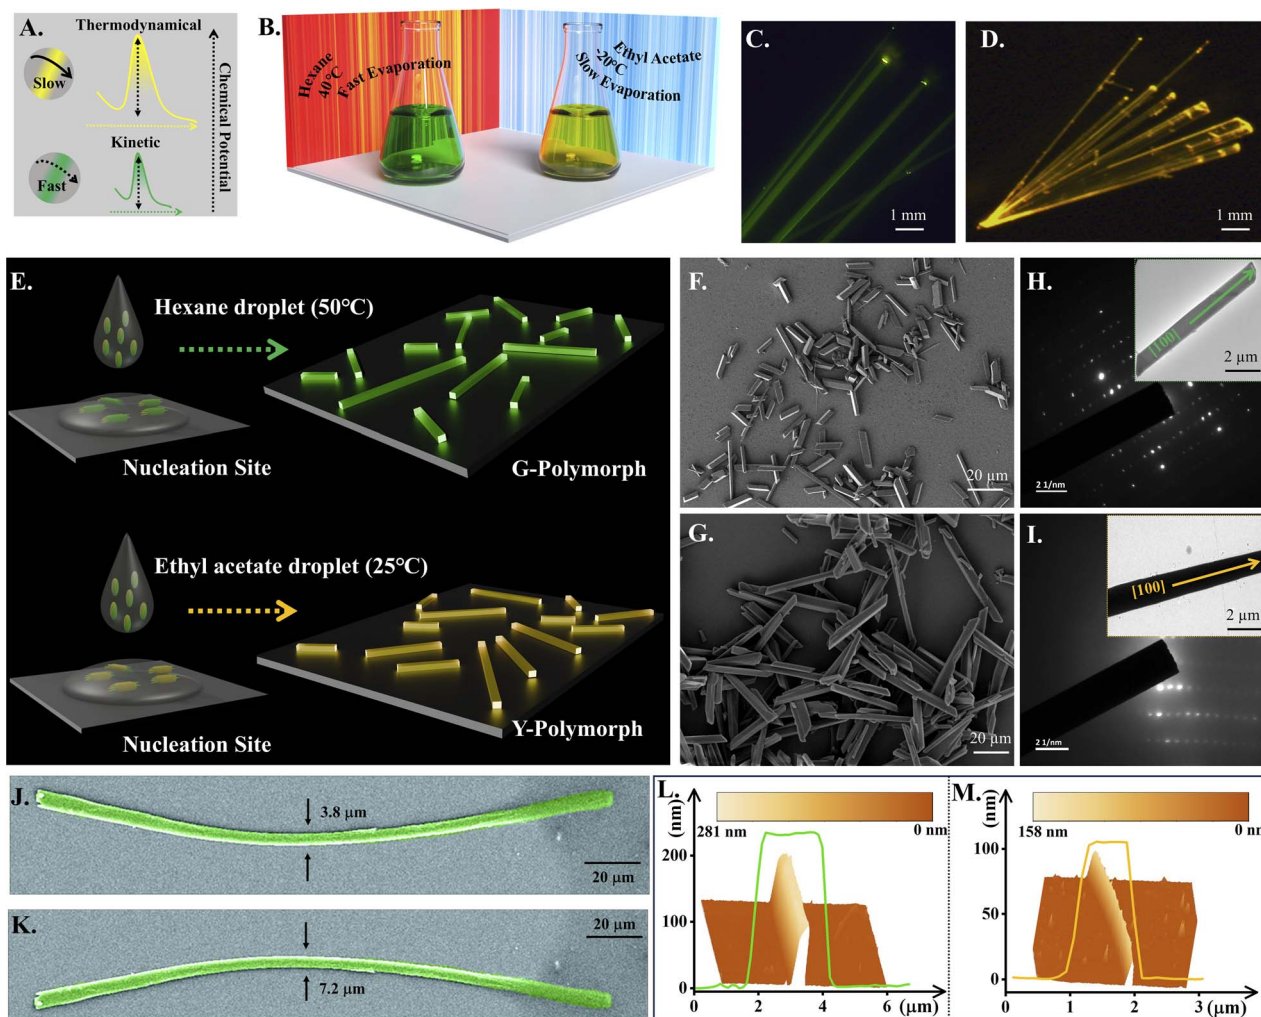 A.
Thermodynamical
Slow
Kinetic
Fast
Chemical Potential
B.
Hexane
40°C
Fast Evaporation
Ethyl Acetate
-20°C
Slow Evaporation
C.
1 mm
D.
1 mm
E.
Hexane droplet (50°C)
Nucleation Site
G-Polymorph
Ethyl acetate droplet (25°C)
Nucleation Site
Y-Polymorph
F.
20 µm
G.
20 µm
H.
[100]
2 µm
2 1/nm
I.
[100]
2 µm
2 1/nm
J.
3.8 µm
20 µm
K.
7.2 µm
20 µm
L.
(nm)
281 nm
0 nm
200
100
0
0
2
4
6
(µm)
M.
(nm)
158 nm
0 nm
100
50
0
1
2
3
(µm)